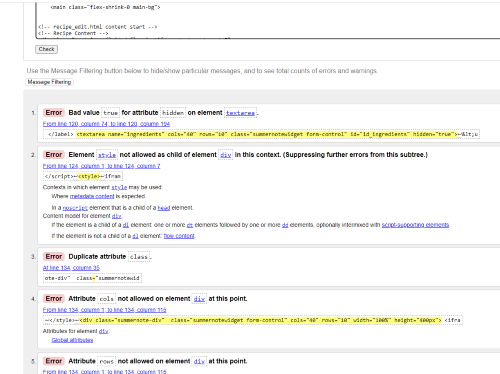 <main class="flex-shrink-0 main-bg">
<!-- recipe_edit.html content start -->
<!-- Recipe Content -->
Check
Use the Message Filtering button below to hide/show particular messages, and to see total counts of errors and warnings.
Message Filtering
1. Error Bad value true for attribute hidden on element textarea.
From line 120, column 74; to line 120, column 194
</label> <textarea name="ingredients" cols="40" rows="10" class="summernotewidget form-control" id="id_ingredients" hidden="true">↩&lt;u
2. Error Element style not allowed as child of element div in this context. (Suppressing further errors from this subtree.)
From line 124, column 1; to line 124, column 7
</script>↩<style>↩ifram
Contexts in which element style may be used:
Where metadata content is expected.
In a noscript element that is a child of a head element.
Content model for element div:
If the element is a child of a dl element: one or more dt elements followed by one or more dd elements, optionally intermixed with script-supporting elements.
If the element is not a child of a dl element: flow content.
3. Error Duplicate attribute class.
At line 134, column 35
ote-div"  class="summernotewid
4. Error Attribute cols not allowed on element div at this point.
From line 134, column 1; to line 134, column 115
↩</style>↩<div class="summernote-div"  class="summernotewidget form-control" cols="40" rows="10" width="100%" height="400px"> <ifra
Attributes for element div:
Global attributes
5. Error Attribute rows not allowed on element div at this point.
From line 134, column 1; to line 134, column 115